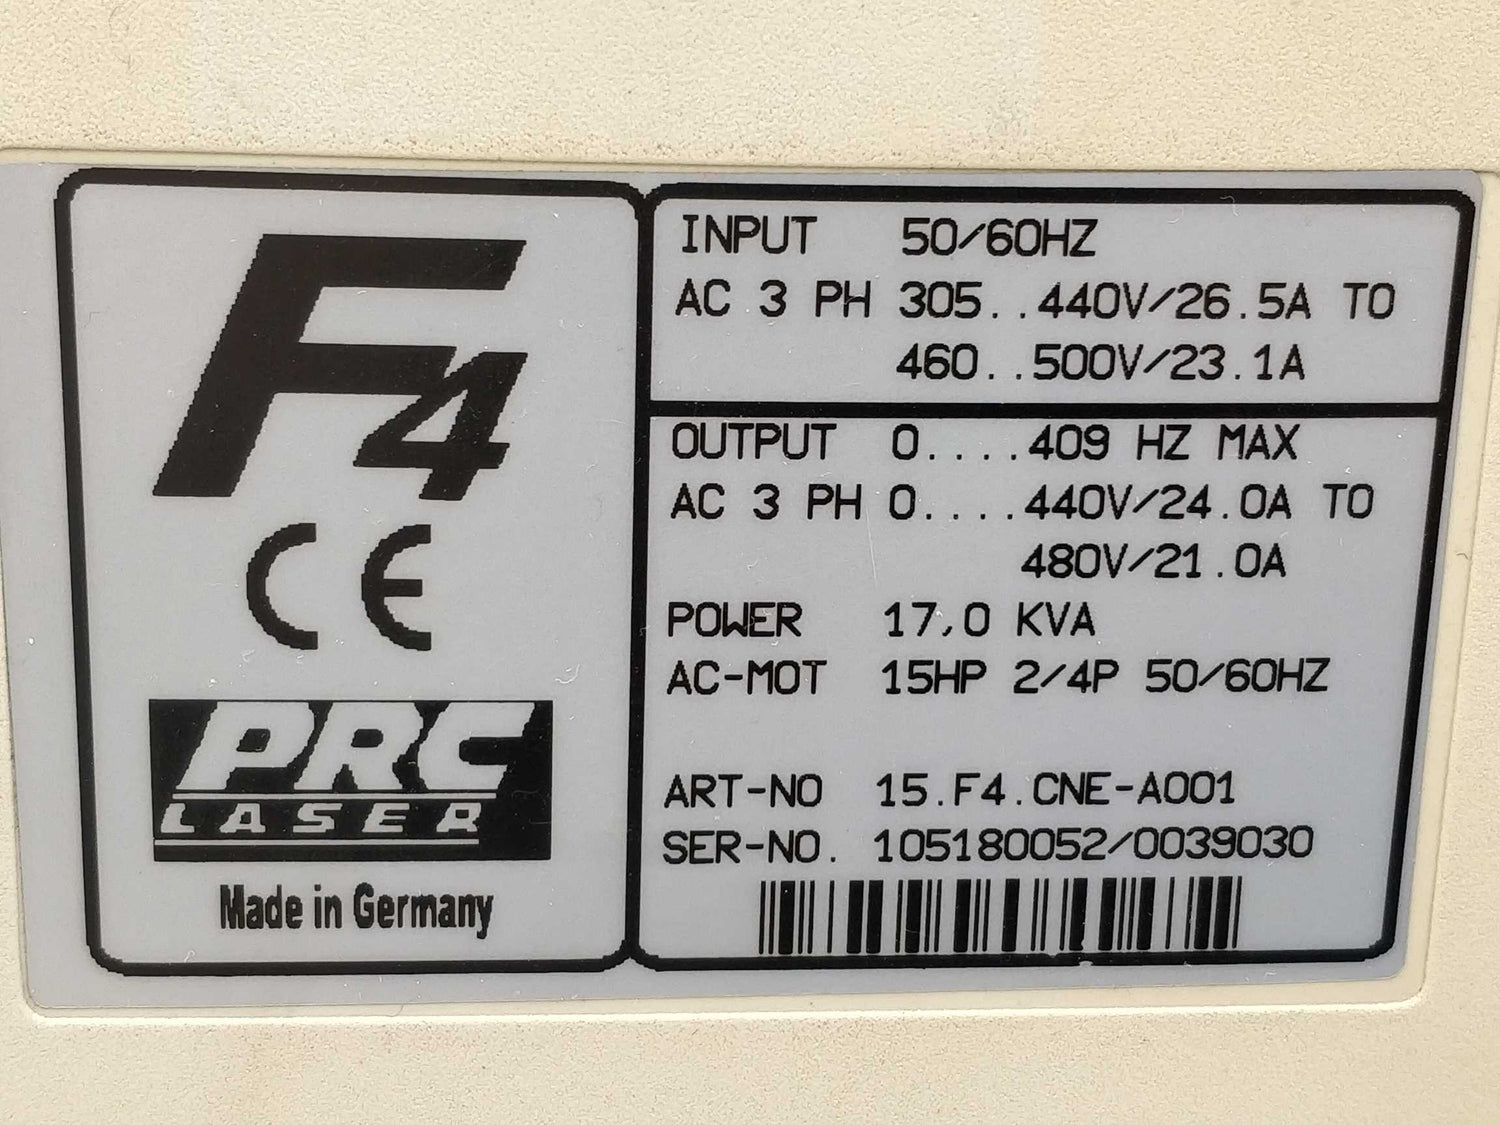 F4
CE
PRC
LASER
Made in Germany
INPUT 50/60HZ
AC 3 PH 305..440V/26.5A TO
460..500V/23.1A
OUTPUT 0....409 HZ MAX
AC 3 PH 0....440V/24.0A TO
480V/21.0A
POWER 17,0 KVA
AC-MOT 15HP 2/4P 50/60HZ
ART-NO 15.F4.CNE-A001
SER-NO. 105180052/0039030